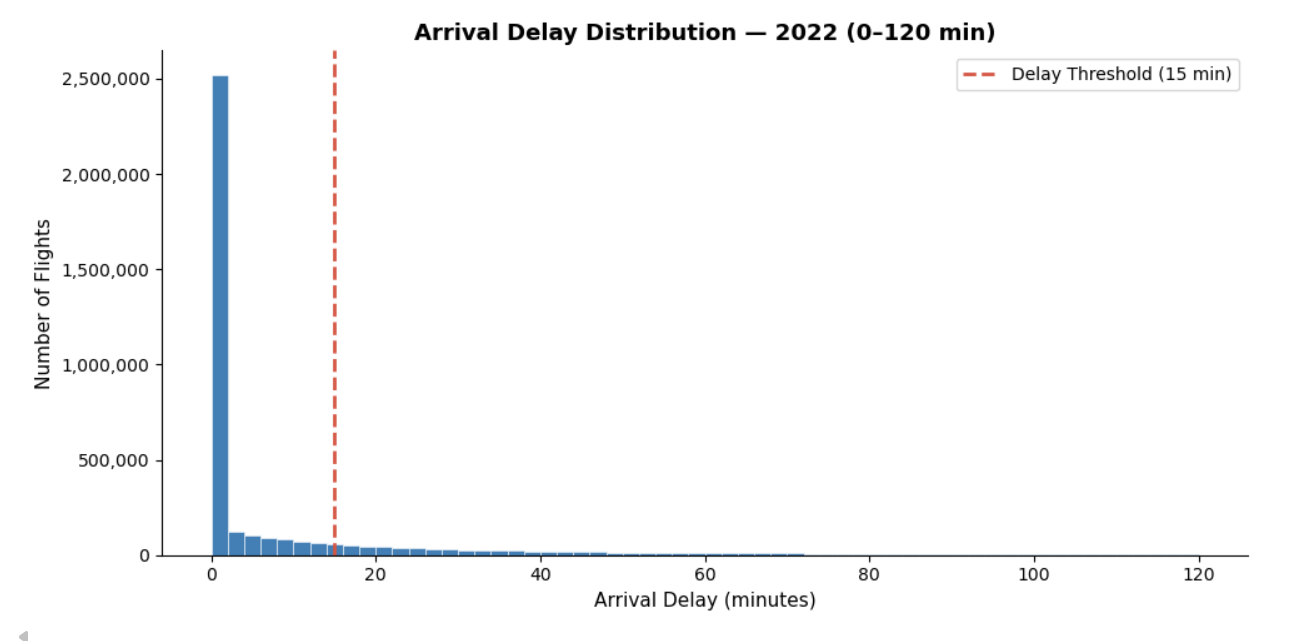 Arrival Delay Distribution — 2022 (0–120 min)
Delay Threshold (15 min)
Number of Flights
2,500,000
2,000,000
1,500,000
1,000,000
500,000
0
0 20 40 60 80 100 120
Arrival Delay (minutes)